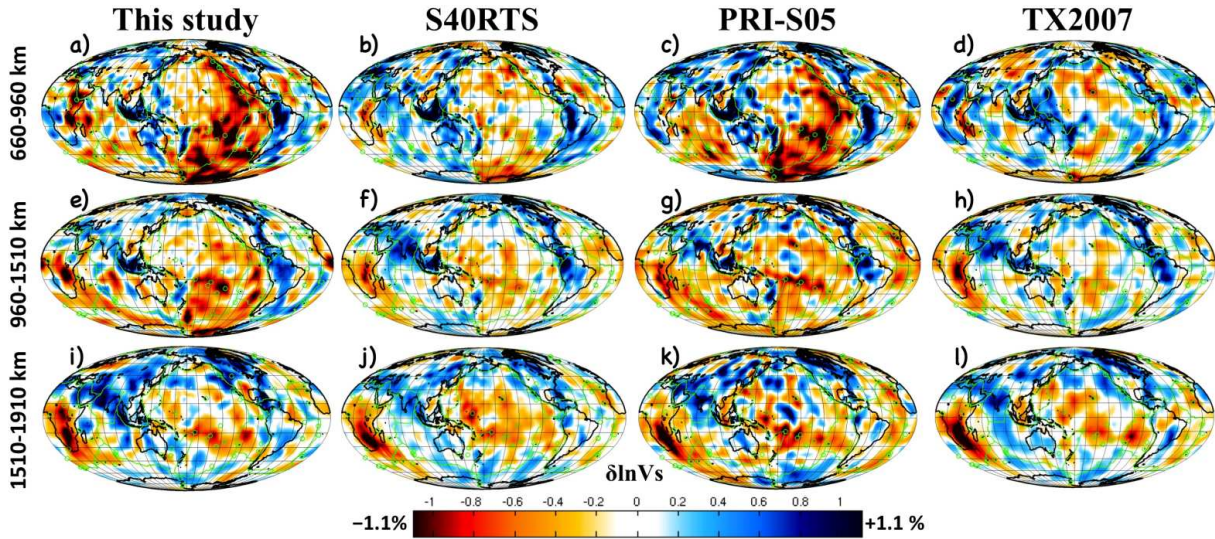 This study S40RTS PRI-S05 TX2007
660-960 km
a) b) c) d)
960-1510 km
e) f) g) h)
1510-1910 km
i) j) k) l)
δlnVs
-1 -0.8 -0.6 -0.4 -0.2 0 0.2 0.4 0.6 0.8 1
−1.1% +1.1 %